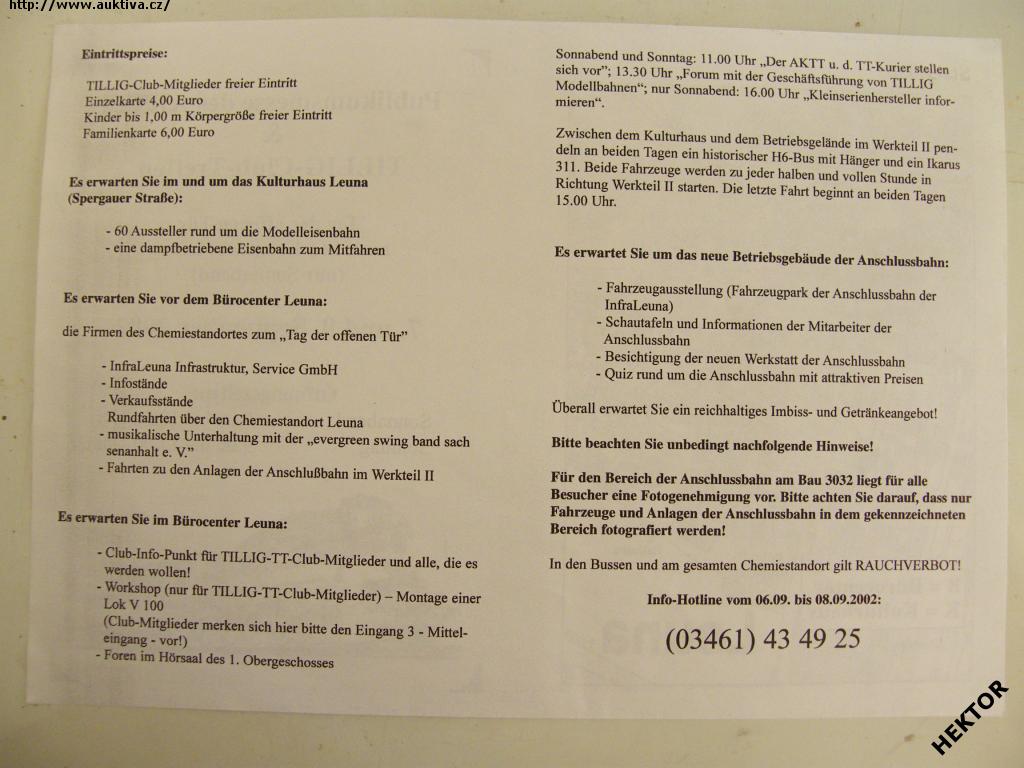 http://www.auktiva.cz/
Eintrittspreise:
TILLIG-Club-Mitglieder freier Eintritt
Einzelkarte 4,00 Euro
Kinder bis 1,00 m Körpergröße freier Eintritt
Familienkarte 6,00 Euro
Es erwarten Sie im und um das Kulturhaus Leuna
(Spergauer Straße):
- 60 Aussteller rund um die Modelleisenbahn
- eine dampfbetriebene Eisenbahn zum Mitfahren
Es erwarten Sie vor dem Bürocenter Leuna:
die Firmen des Chemiestandortes zum „Tag der offenen Tür"
- InfraLeuna Infrastruktur, Service GmbH
- Infostände
- Verkaufsstände
Rundfahrten über den Chemiestandort Leuna
- musikalische Unterhaltung mit der „evergreen swing band sach
senanhalt e. V."
- Fahrten zu den Anlagen der Anschlußbahn im Werkteil II
Es erwarten Sie im Bürocenter Leuna:
- Club-Info-Punkt für TILLIG-TT-Club-Mitglieder und alle, die es
werden wollen!
- Workshop (nur für TILLIG-TT-Club-Mitglieder) – Montage einer
Lok V 100
(Club-Mitglieder merken sich hier bitte den Eingang 3 - Mittel-
eingang - vor!)
- Foren im Hörsaal des 1. Obergeschosses
Sonnabend und Sonntag: 11.00 Uhr „Der AKTT u. d. TT-Kurier stellen
sich vor"; 13.30 Uhr „Forum mit der Geschäftsführung von TILLIG
Modellbahnen"; nur Sonnabend: 16.00 Uhr „Kleinserienhersteller infor-
mieren".
Zwischen dem Kulturhaus und dem Betriebsgelände im Werkteil II pen-
deln an beiden Tagen ein historischer H6-Bus mit Hänger und ein Ikarus
311. Beide Fahrzeuge werden zu jeder halben und vollen Stunde in
Richtung Werkteil II starten. Die letzte Fahrt beginnt an beiden Tagen
15.00 Uhr.
Es erwartet Sie um das neue Betriebsgebäude der Anschlussbahn:
- Fahrzeugausstellung (Fahrzeugpark der Anschlussbahn der
InfraLeuna)
- Schautafeln und Informationen der Mitarbeiter der
Anschlussbahn
- Besichtigung der neuen Werkstatt der Anschlussbahn
- Quiz rund um die Anschlussbahn mit attraktiven Preisen
Überall erwartet Sie ein reichhaltiges Imbiss- und Getränkeangebot!
Bitte beachten Sie unbedingt nachfolgende Hinweise!
Für den Bereich der Anschlussbahn am Bau 3032 liegt für alle
Besucher eine Fotogenehmigung vor. Bitte achten Sie darauf, dass nur
Fahrzeuge und Anlagen der Anschlussbahn in dem gekennzeichneten
Bereich fotografiert werden!
In den Bussen und am gesamten Chemiestandort gilt RAUCHVERBOT!
Info-Hotline vom 06.09. bis 08.09.2002:
(03461) 43 49 25
HEKTOR